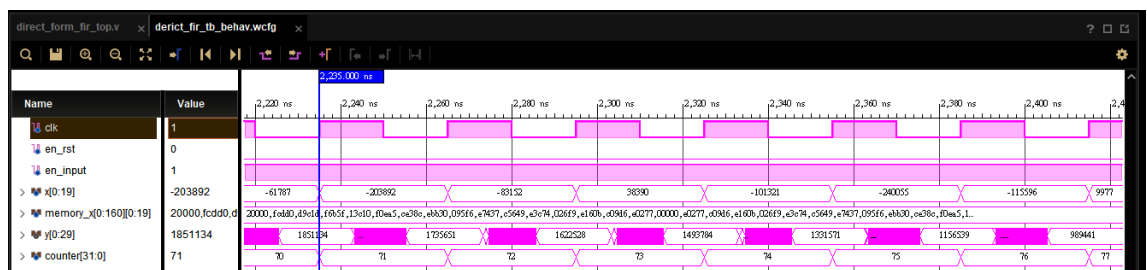 direct_form_fir_top.v × derict_fir_tb_behav.wcfg ×
2,235.000 ns
Name Value 2,220 ns 2,240 ns 2,260 ns 2,280 ns 2,300 ns 2,320 ns 2,340 ns 2,360 ns 2,380 ns 2,400 ns 2,4
clk 1
en_rst 0
en_input 1
x[0:19] -203892 -61787 -203892 -83152 38390 -101321 -240055 -115596 9977
memory_x[0:160][0:19] 20000,fcdd0,d
y[0:29] 1851134 1851134 1735651 1622528 1493784 1331571 1156539 989441
counter[31:0] 71 70 71 72 73 74 75 76 77